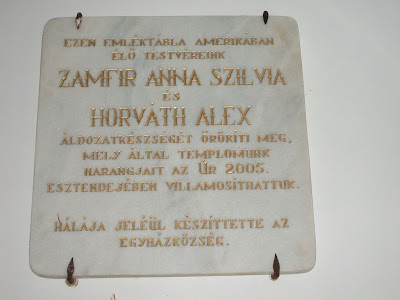 EZEN EMLÉKTÁBLA AMERIKÁBAN
ÉLŐ TESTVÉREINK
ZAMFIR ANNA SZILVIA
ÉS
HORVÁTH ALEX
ÁLDOZATKÉSZSÉGÉT ÖRÖKÍTI MEG,
MELY ÁLTAL TEMPLOMUNK
HARANGJAIT AZ ÚR 2005.
ESZTENDEJÉBEN VILLAMOSÍTHATTUK.
HÁLÁJA JELÉÜL KÉSZÍTTETTE AZ
EGYHÁZKÖZSÉG.